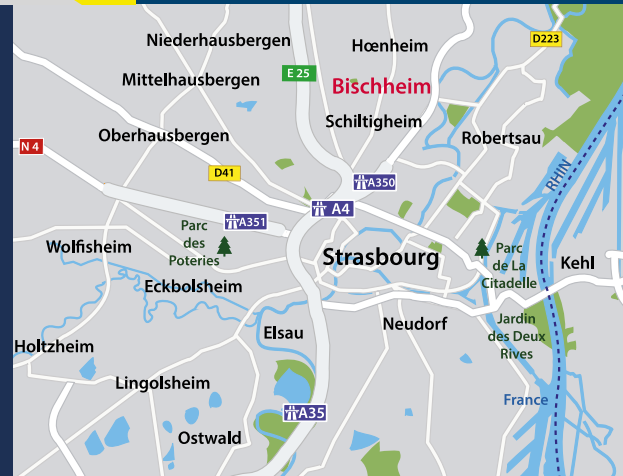 D223
Niederhausbergen
Hœnheim
E 25
Mittelhausbergen
Bischheim
Schiltigheim
Oberhausbergen
Robertsau
N 4
D41
A350
RHIN
A4
A351
Parc
des
Poteries
Wolfisheim
Strasbourg
Parc
de La
Citadelle
Kehl
Eckbolsheim
Elsau
Neudorf
Jardin
des Deux
Rives
Holtzheim
Lingolsheim
France
A35
Ostwald